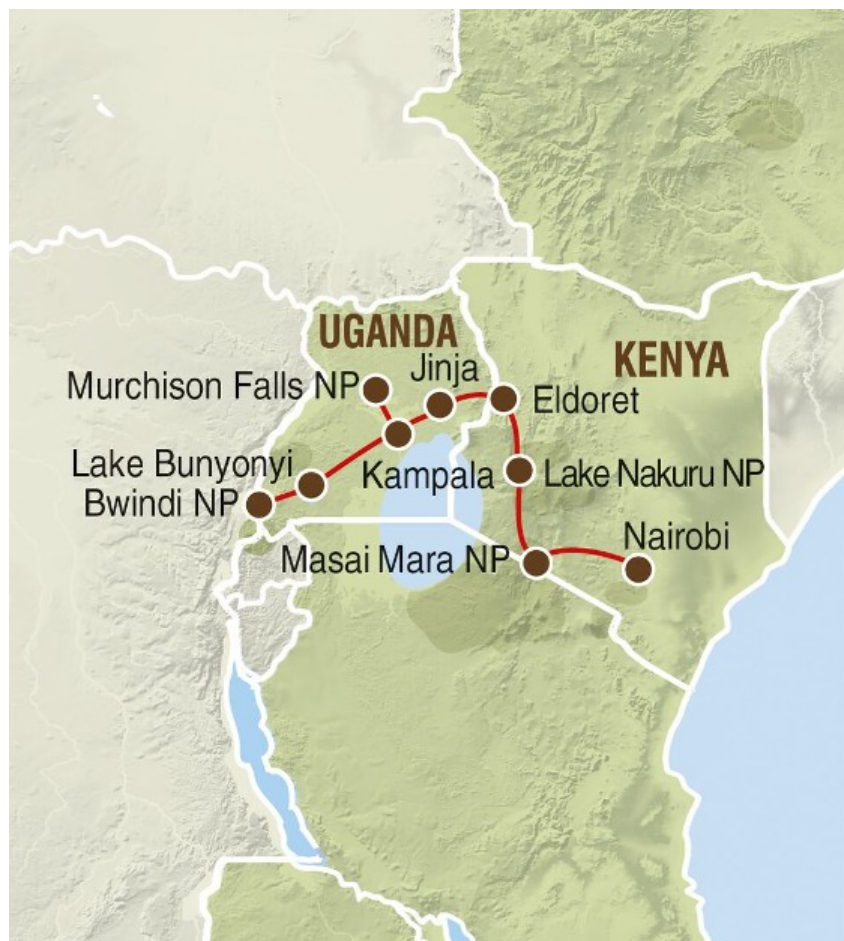 UGANDA
KENYA
Jinja
Murchison Falls NP
Eldoret
Lake Bunyonyi
Kampala
Lake Nakuru NP
Bwindi NP
Nairobi
Masai Mara NP